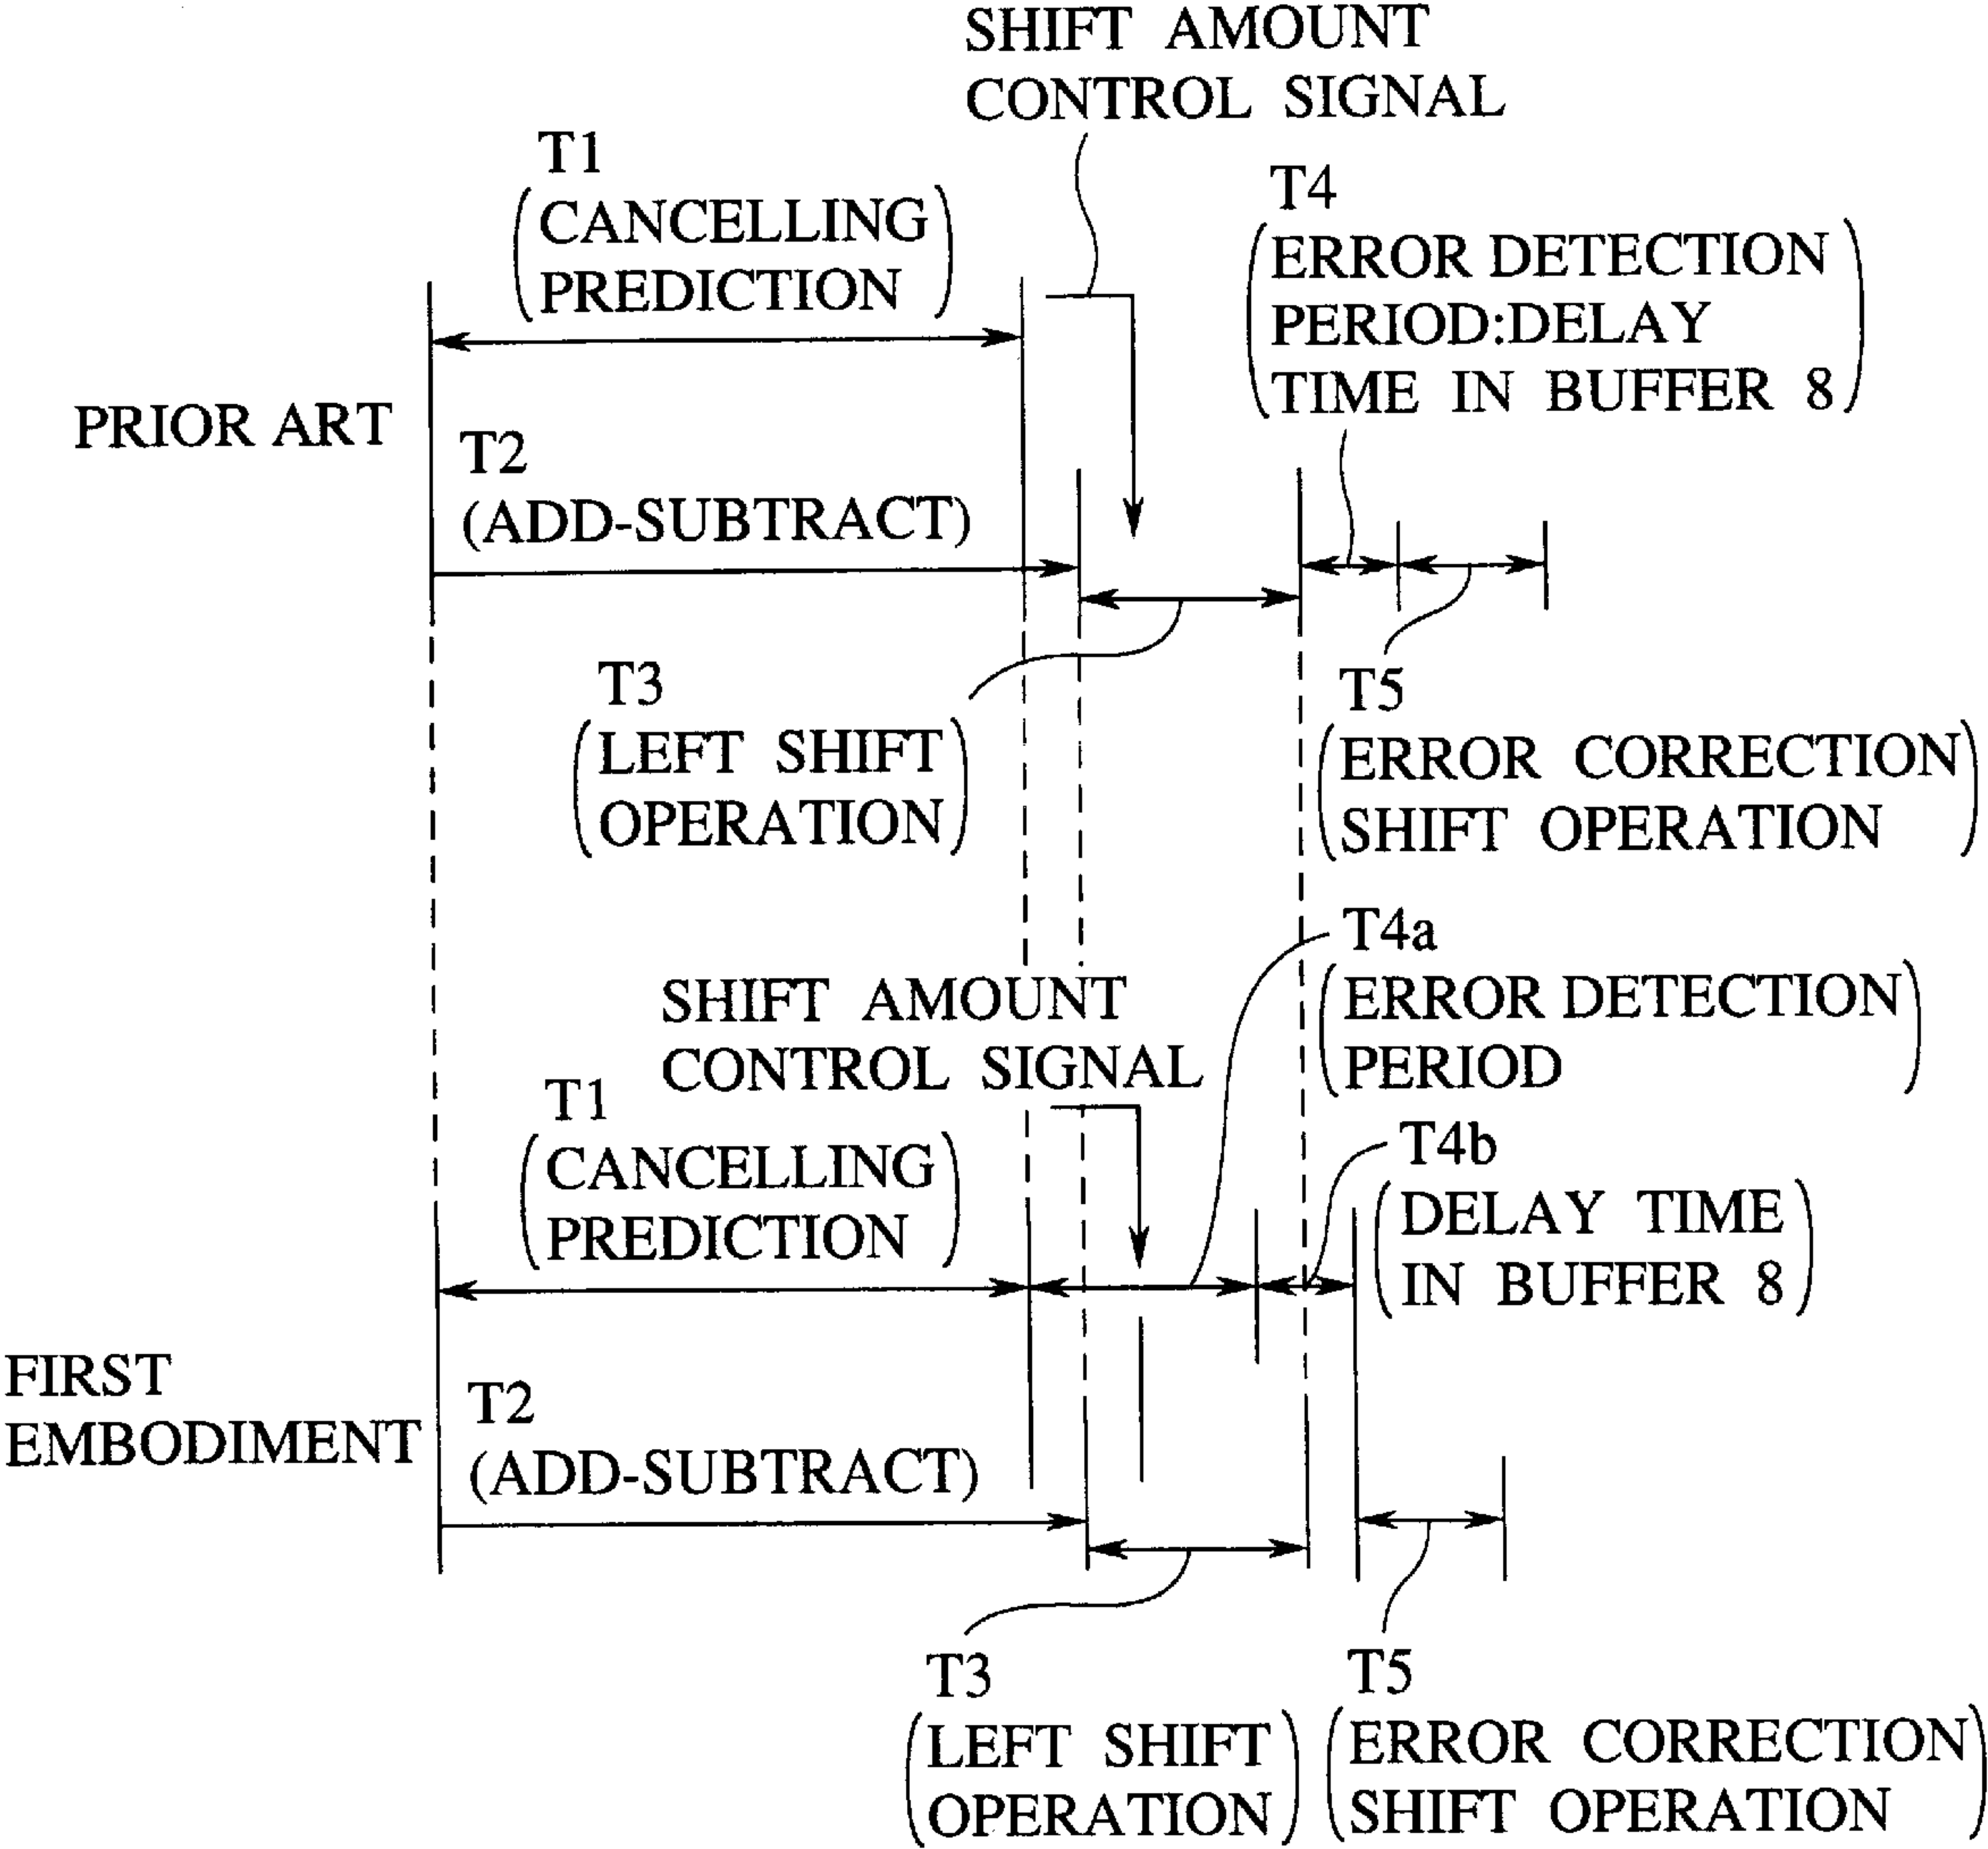 SHIFT AMOUNT
CONTROL SIGNAL
T1
CANCELLING
PREDICTION
T4
ERROR DETECTION
PERIOD:DELAY
TIME IN BUFFER 8
PRIOR ART
T2
(ADD-SUBTRACT)
T3
LEFT SHIFT
OPERATION
T5
ERROR CORRECTION
SHIFT OPERATION
T4a
ERROR DETECTION
PERIOD
SHIFT AMOUNT
CONTROL SIGNAL
T1
CANCELLING
PREDICTION
T4b
DELAY TIME
IN BUFFER 8
FIRST
EMBODIMENT
T2
(ADD-SUBTRACT)
T3
LEFT SHIFT
OPERATION
T5
ERROR CORRECTION
SHIFT OPERATION